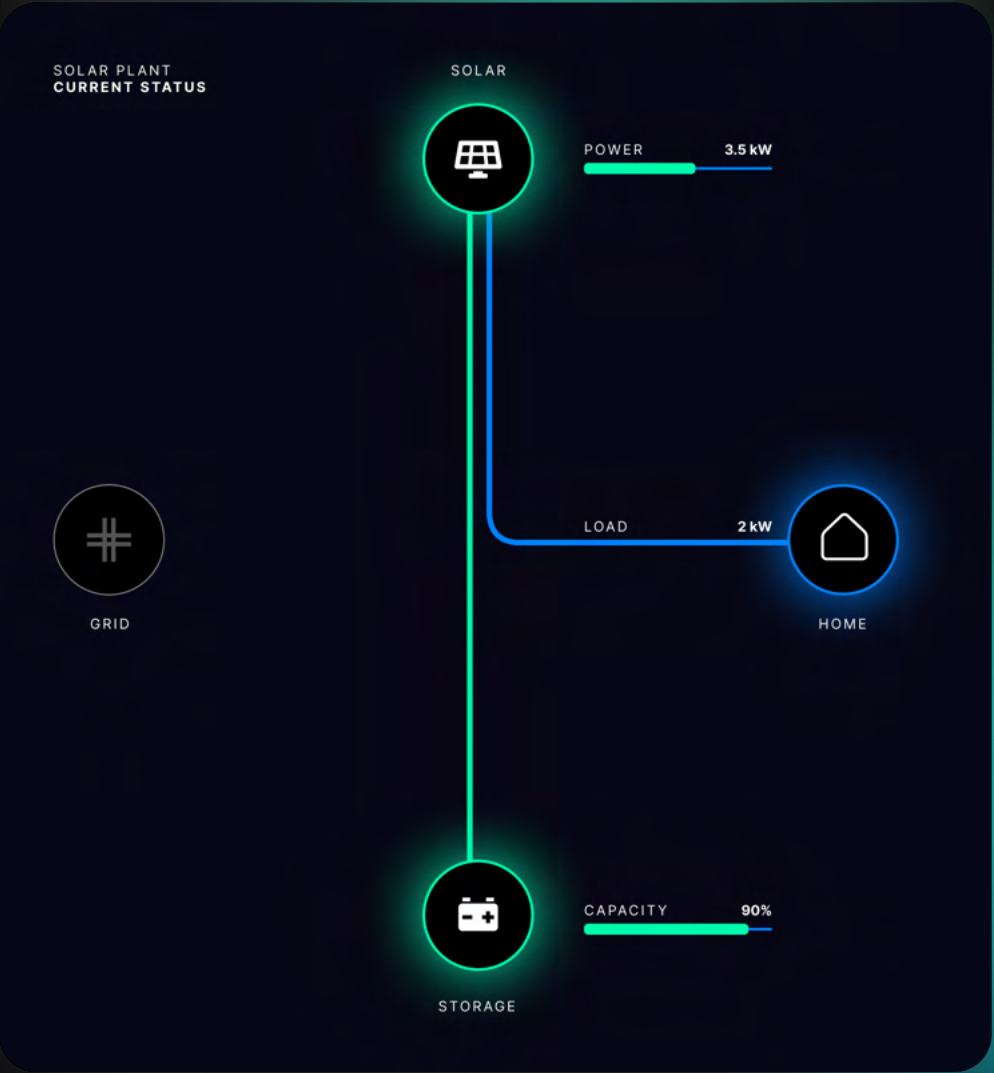 SOLAR PLANT
CURRENT STATUS
SOLAR
POWER 3.5 kW
LOAD 2 kW
GRID
HOME
CAPACITY 90%
STORAGE